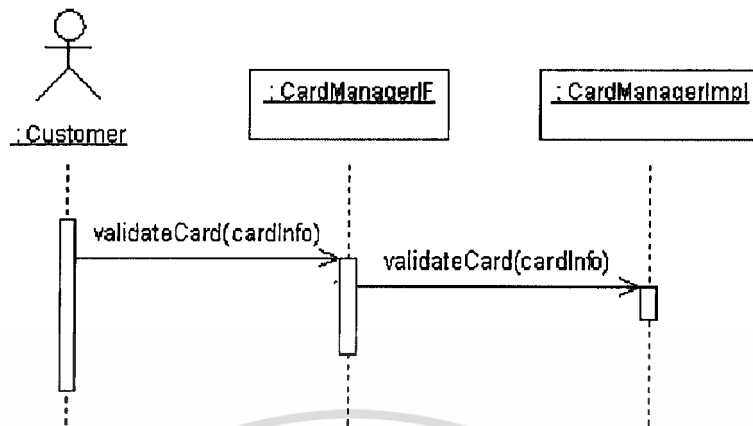 : CardManagerIF
: CardManagerImpl
: Customer
validateCard(cardInfo)
validateCard(cardInfo)